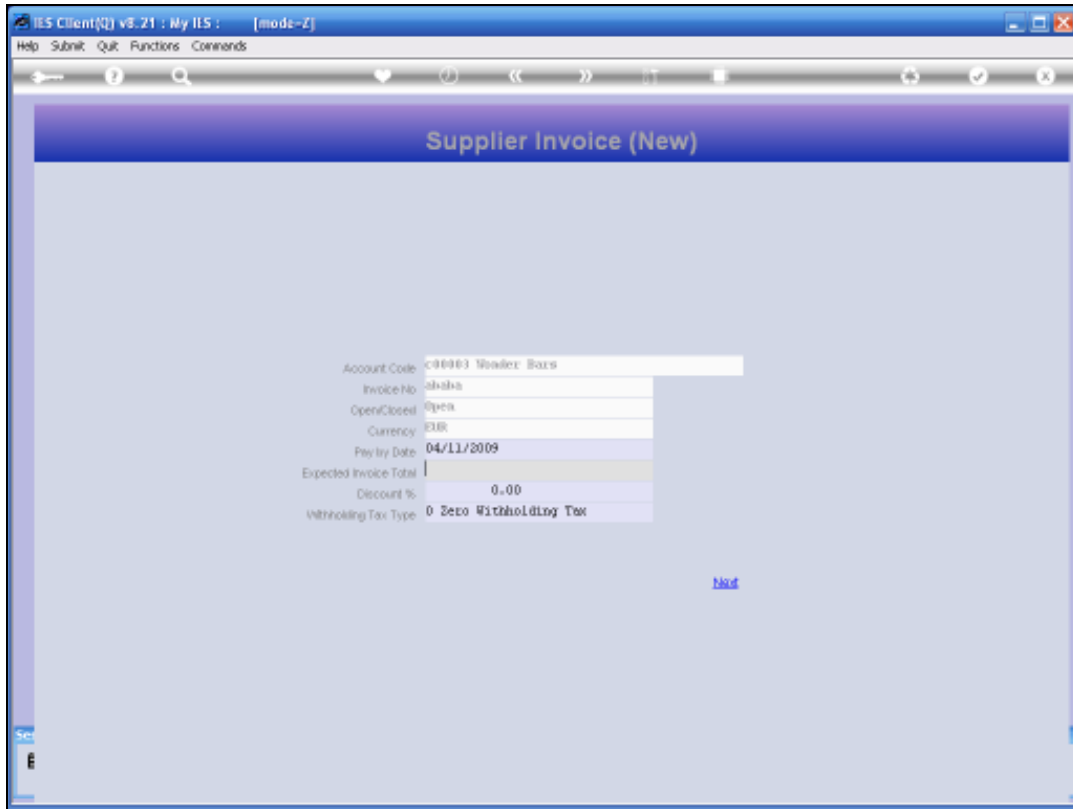 IES Client(Q) v8.21 : My IES : [mode-Z]
Help Submit Quit Functions Commands
Supplier Invoice (New)
Account Code c00003 Wonder Bars
Invoice No ababa
Open/Closed Open
Currency EUR
Pay by Date 04/11/2009
Expected Invoice Total
Discount % 0.00
Withholding Tax Type 0 Zero Withholding Tax
Next
Ser